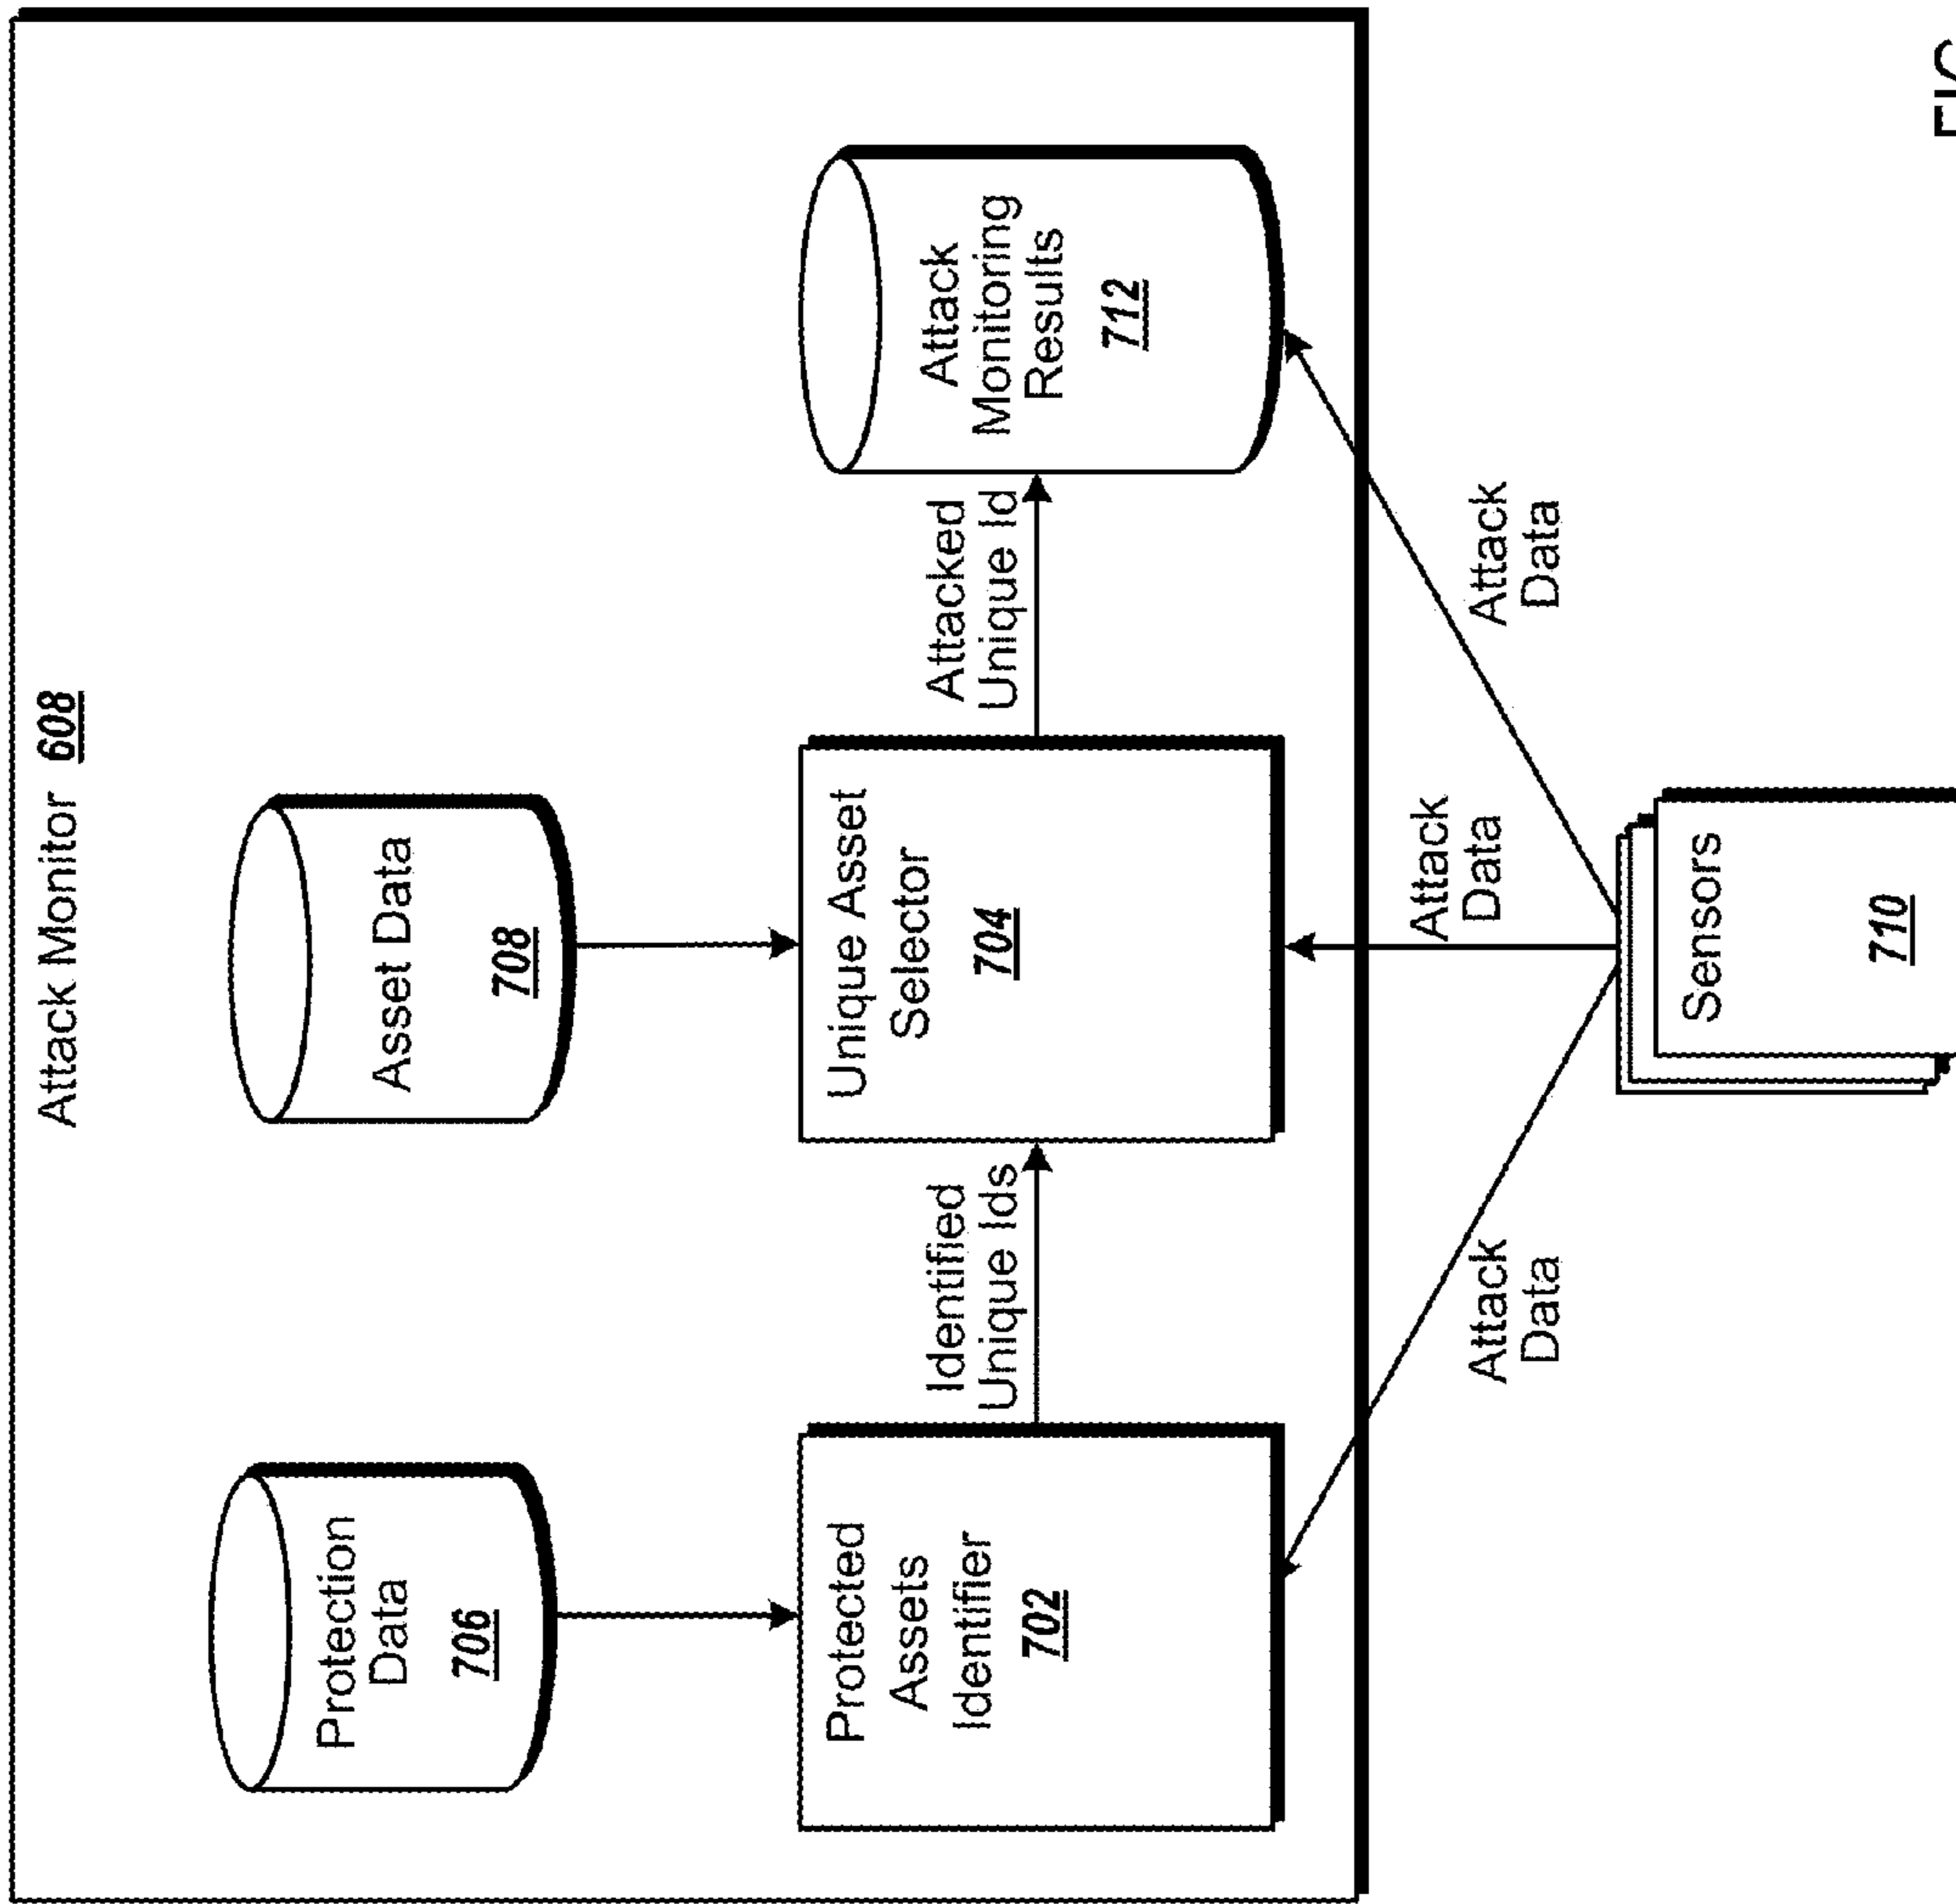 Attack Monitor 608
Protection
Data
706
Asset Data
708
Protected
Assets
Identifier
702
Identified
Unique Ids
Unique Asset
Selector
704
Attacked
Unique Id
Attack
Monitoring
Results
712
Attack
Data
Attack
Data
Attack
Data
Sensors
710